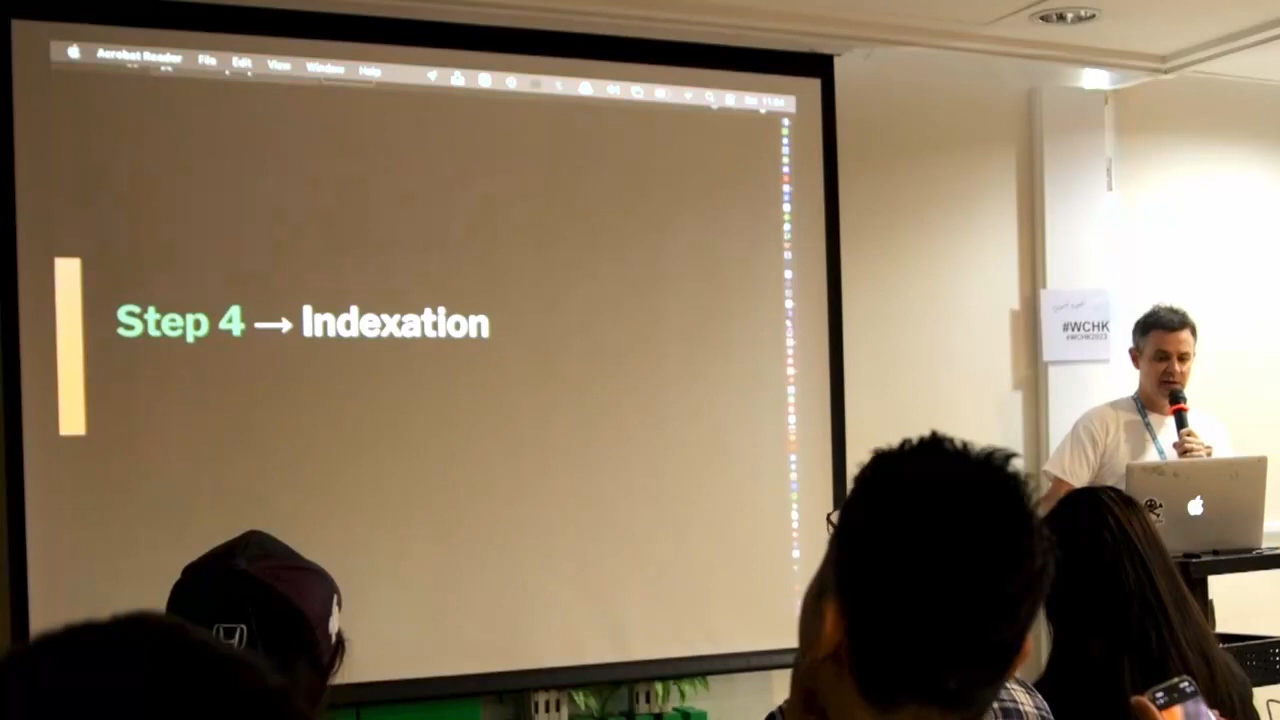 Acrobat Reader File Edit View Window Help
Step 4 → Indexation
#WCHK
#WCHK2023